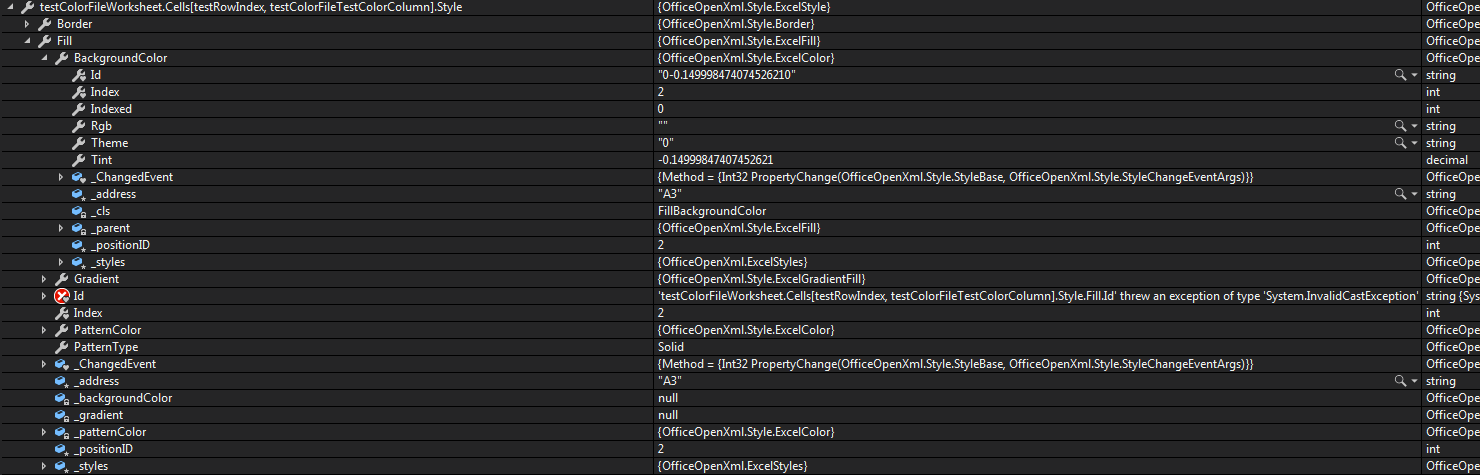 testColorFileWorksheet.Cells[testRowIndex, testColorFileTestColorColumn].Style {OfficeOpenXml.Style.ExcelStyle} OfficeOpe
Border {OfficeOpenXml.Style.Border} OfficeOpe
Fill {OfficeOpenXml.Style.ExcelFill} OfficeOpe
BackgroundColor {OfficeOpenXml.Style.ExcelColor} OfficeOpe
Id "0-0.149998474074526210" string
Index 2 int
Indexed 0 int
Rgb "" string
Theme "0" string
Tint -0.14999847407452621 decimal
_ChangedEvent {Method = {Int32 PropertyChange(OfficeOpenXml.Style.StyleBase, OfficeOpenXml.Style.StyleChangeEventArgs)}} OfficeOpe
_address "A3" string
_cls FillBackgroundColor OfficeOpe
_parent {OfficeOpenXml.Style.ExcelFill} OfficeOpe
_positionID 2 int
_styles {OfficeOpenXml.ExcelStyles} OfficeOpe
Gradient {OfficeOpenXml.Style.ExcelGradientFill} OfficeOpe
Id 'testColorFileWorksheet.Cells[testRowIndex, testColorFileTestColorColumn].Style.Fill.Id' threw an exception of type 'System.InvalidCastException' string {Sys
Index 2 int
PatternColor {OfficeOpenXml.Style.ExcelColor} OfficeOpe
PatternType Solid OfficeOpe
_ChangedEvent {Method = {Int32 PropertyChange(OfficeOpenXml.Style.StyleBase, OfficeOpenXml.Style.StyleChangeEventArgs)}} OfficeOpe
_address "A3" string
_backgroundColor null OfficeOpe
_gradient null OfficeOpe
_patternColor {OfficeOpenXml.Style.ExcelColor} OfficeOpe
_positionID 2 int
_styles {OfficeOpenXml.ExcelStyles} OfficeOpe